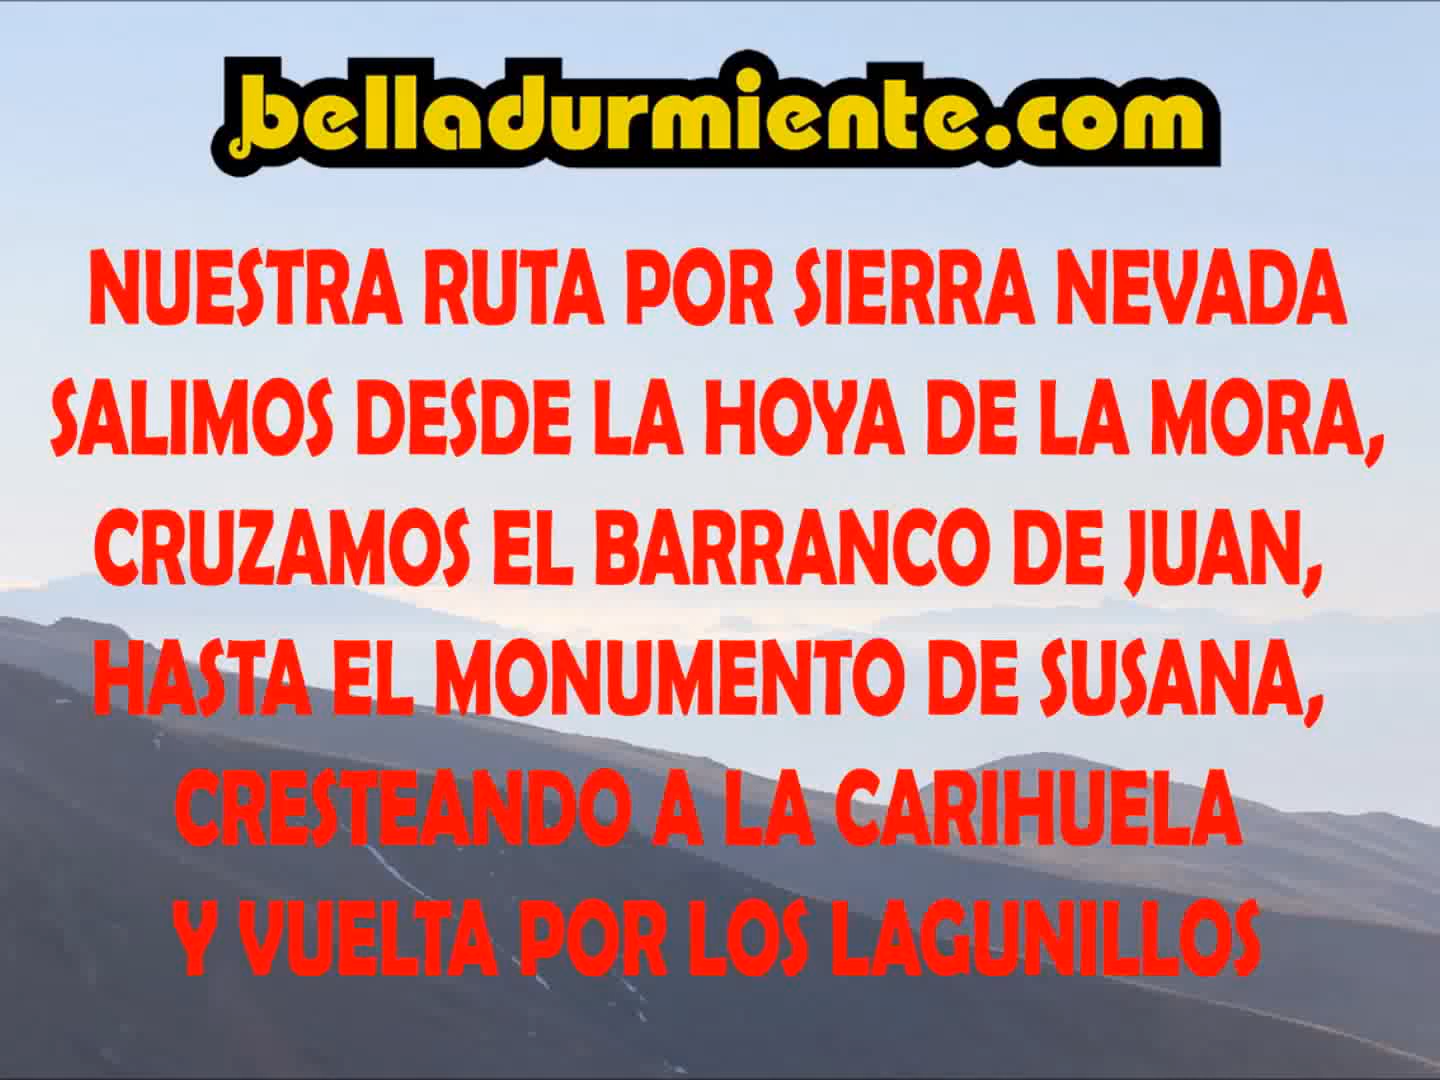 belladurmiente.com
NUESTRA RUTA POR SIERRA NEVADA
SALIMOS DESDE LA HOYA DE LA MORA,
CRUZAMOS EL BARRANCO DE JUAN,
HASTA EL MONUMENTO DE SUSANA,
CRESTEANDO A LA CARIHUELA
Y VUELTA POR LOS LAGUNILLOS